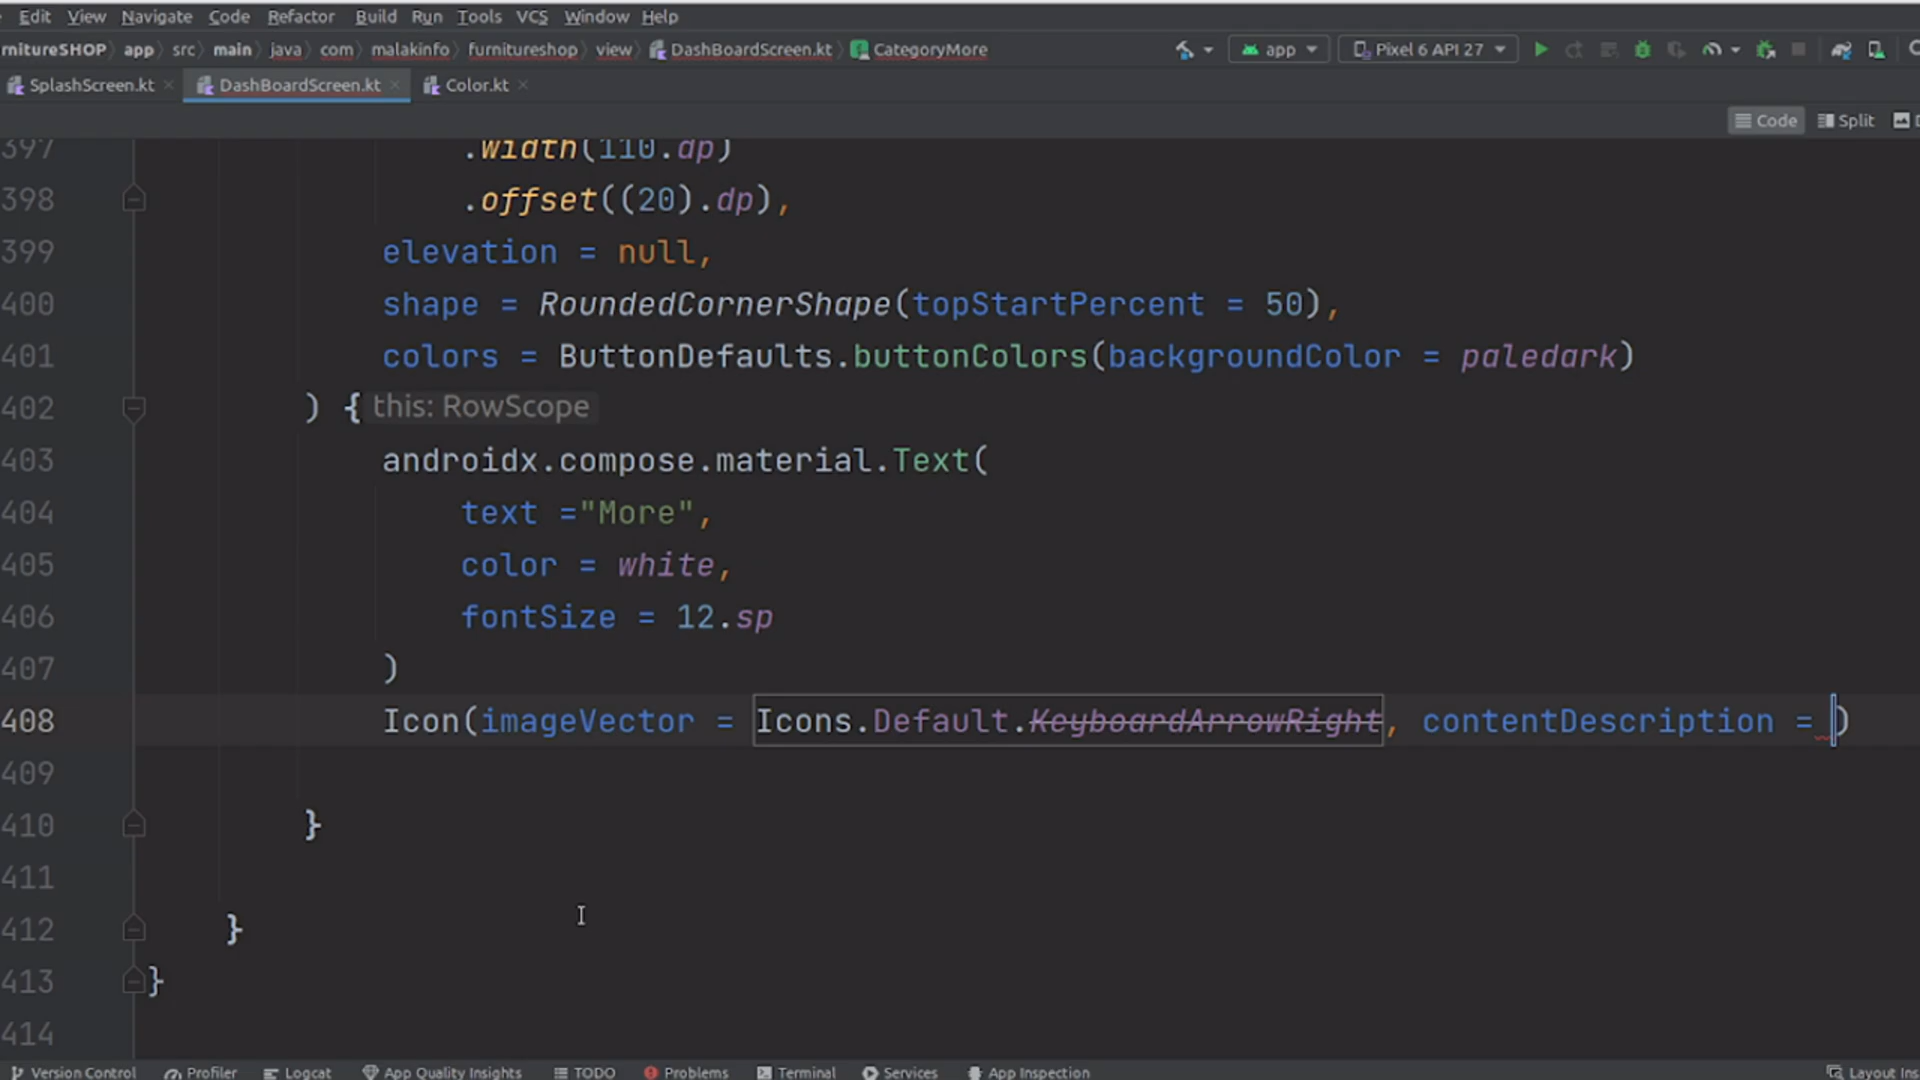 Edit View Navigate Code Refactor Build Run Tools VCS Window Help
rnitureSHOP app src main java com malakinfo furnitureshop view DashBoardScreen.kt CategoryMore app Pixel 6 API 27
SplashScreen.kt DashBoardScreen.kt Color.kt
Code Split
397 .width(110.dp)
398 .offset((20).dp),
399 elevation = null,
400 shape = RoundedCornerShape(topStartPercent = 50),
401 colors = ButtonDefaults.buttonColors(backgroundColor = paledark)
402 ) { this: RowScope
403 androidx.compose.material.Text(
404 text ="More",
405 color = white,
406 fontSize = 12.sp
407 )
408 Icon(imageVector = Icons.Default.KeyboardArrowRight, contentDescription = )
409
410 }
411
412 }
413 }
414
Version Control Profiler Logcat App Quality Insights TODO Problems Terminal Services App Inspection Layout Ins